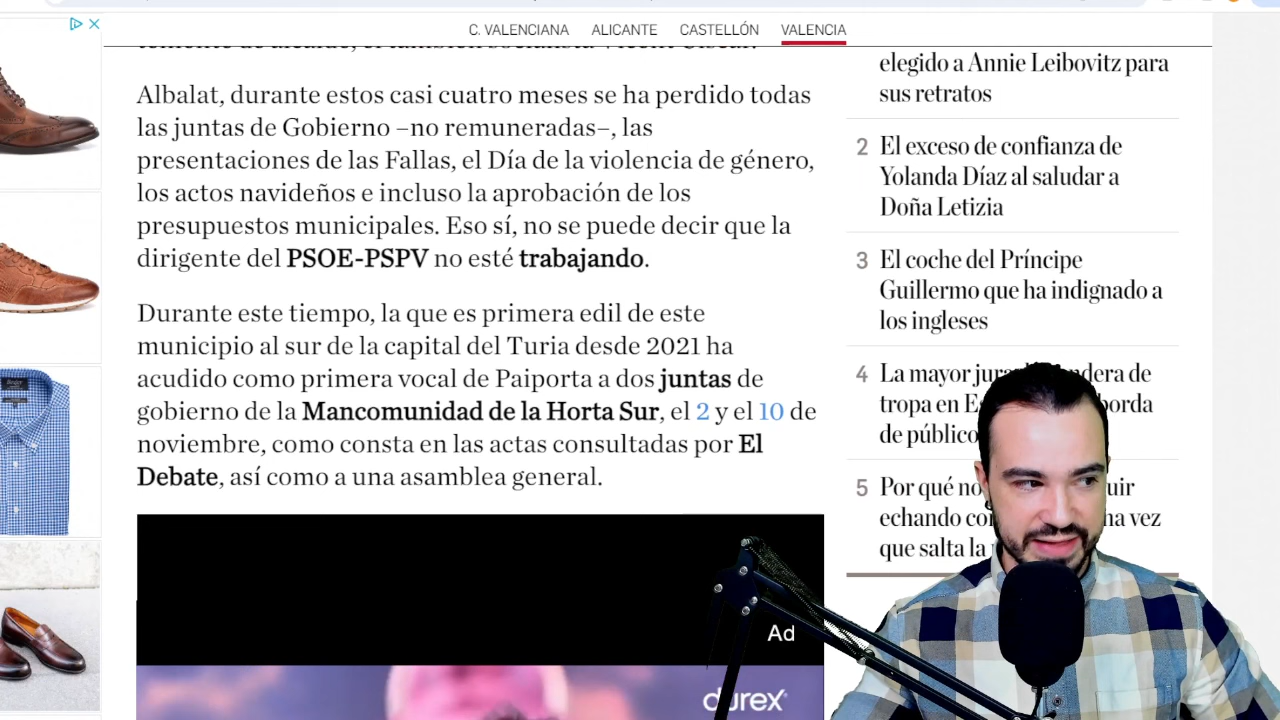 C. VALENCIANA ALICANTE CASTELLÓN VALENCIA
Albalat, durante estos casi cuatro meses se ha perdido todas
las juntas de Gobierno –no remuneradas–, las
presentaciones de las Fallas, el Día de la violencia de género,
los actos navideños e incluso la aprobación de los
presupuestos municipales. Eso sí, no se puede decir que la
dirigente del PSOE-PSPV no esté trabajando.
Durante este tiempo, la que es primera edil de este
municipio al sur de la capital del Turia desde 2021 ha
acudido como primera vocal de Paiporta a dos juntas de
gobierno de la Mancomunidad de la Horta Sur, el 2 y el 10 de
noviembre, como consta en las actas consultadas por El
Debate, así como a una asamblea general.
Ad
durex
elegido a Annie Leibovitz para
sus retratos
2 El exceso de confianza de
Yolanda Díaz al saludar a
Doña Letizia
3 El coche del Príncipe
Guillermo que ha indignado a
los ingleses
4 La mayor jura de
tropa en
de público
5 Por qué
echando vez
que salta la